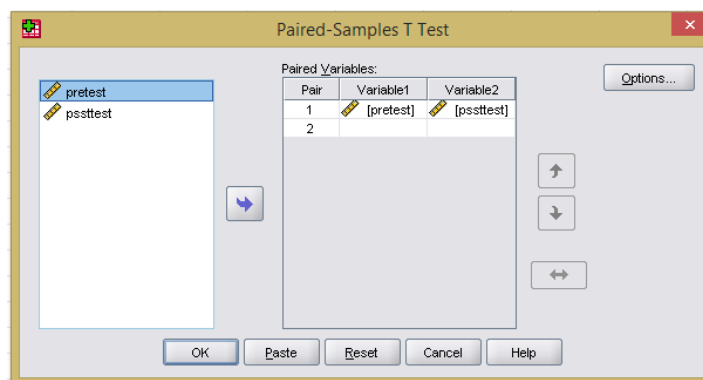 Paired-Samples T Test
pretest
pssttest
Paired Variables:
Pair Variable1 Variable2
1 [pretest] [pssttest]
2
Options...
OK Paste Reset Cancel Help